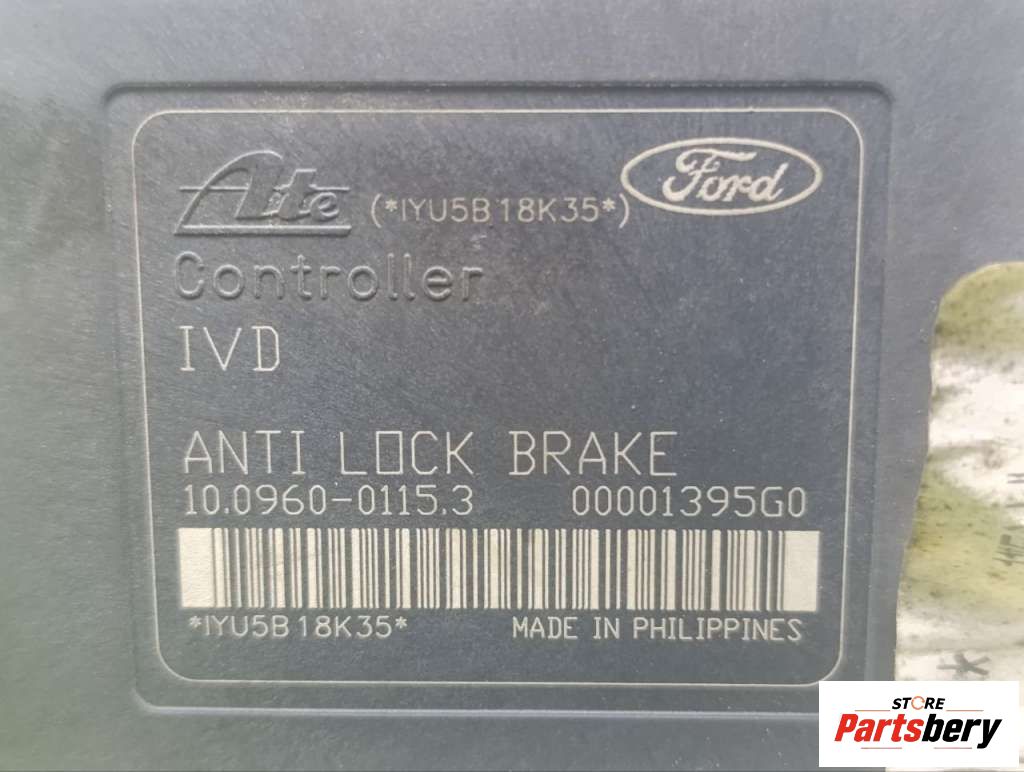 Ate (*IYU5B18K35*) Ford
Controller
IVD
ANTI LOCK BRAKE
10.0960-0115.3 00001395G0
*IYU5B18K35* MADE IN PHILIPPINES
STORE
Partsbery